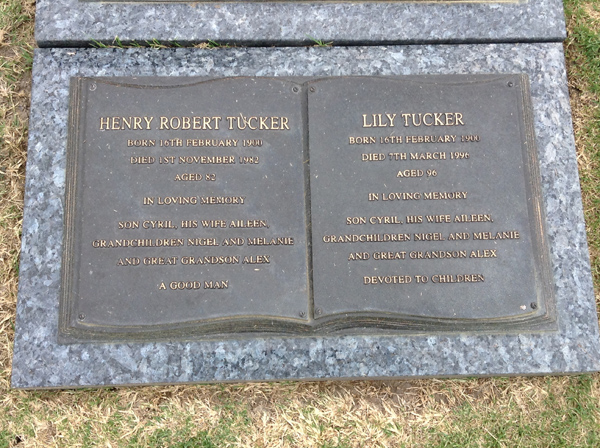 HENRY ROBERT TUCKER
BORN 16TH FEBRUARY 1900
DIED 1ST NOVEMBER 1982
AGED 82
IN LOVING MEMORY
SON CYRIL, HIS WIFE AILEEN,
GRANDCHILDREN NIGEL AND MELANIE
AND GREAT GRANDSON ALEX
A GOOD MAN
LILY TUCKER
BORN 16TH FEBRUARY 1900
DIED 7TH MARCH 1996
AGED 96
IN LOVING MEMORY
SON CYRIL, HIS WIFE AILEEN,
GRANDCHILDREN NIGEL AND MELANIE
AND GREAT GRANDSON ALEX
DEVOTED TO CHILDREN